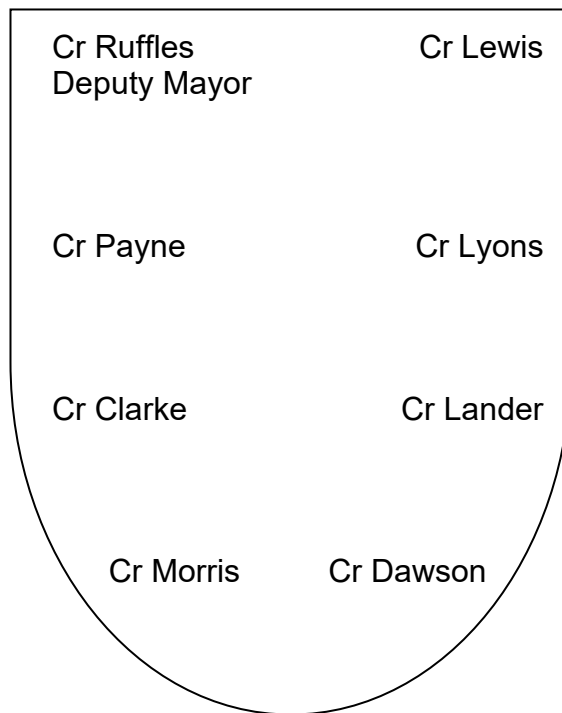 Cr Ruffles Cr Lewis
Deputy Mayor
Cr Payne Cr Lyons
Cr Clarke Cr Lander
Cr Morris Cr Dawson